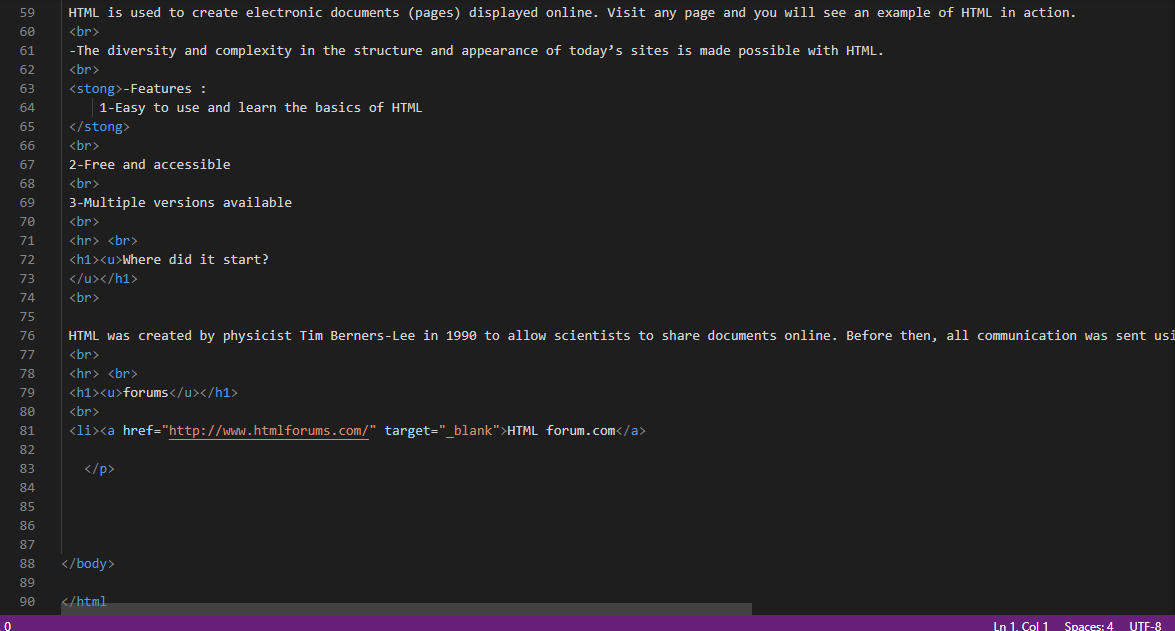 59 HTML is used to create electronic documents (pages) displayed online. Visit any page and you will see an example of HTML in action.
60 <br>
61 -The diversity and complexity in the structure and appearance of today’s sites is made possible with HTML.
62 <br>
63 <stong>-Features :
64 1-Easy to use and learn the basics of HTML
65 </stong>
66 <br>
67 2-Free and accessible
68 <br>
69 3-Multiple versions available
70 <br>
71 <hr> <br>
72 <h1><u>Where did it start?
73 </u></h1>
74 <br>
75
76 HTML was created by physicist Tim Berners-Lee in 1990 to allow scientists to share documents online. Before then, all communication was sent usi
77 <br>
78 <hr> <br>
79 <h1><u>forums</u></h1>
80 <br>
81 <li><a href="http://www.htmlforums.com/" target="_blank">HTML forum.com</a>
82
83 </p>
84
85
86
87
88 </body>
89
90 </html
0 Ln 1, Col 1 Spaces: 4 UTF-8